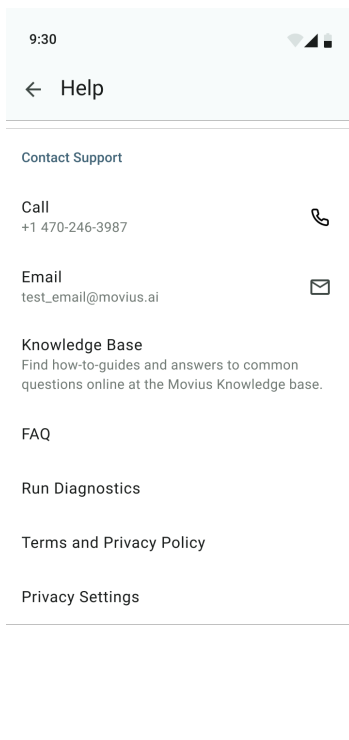 9:30
Help
Contact Support
Call
+1 470-246-3987
Email
test_email@movius.ai
Knowledge Base
Find how-to-guides and answers to common
questions online at the Movius Knowledge base.
FAQ
Run Diagnostics
Terms and Privacy Policy
Privacy Settings